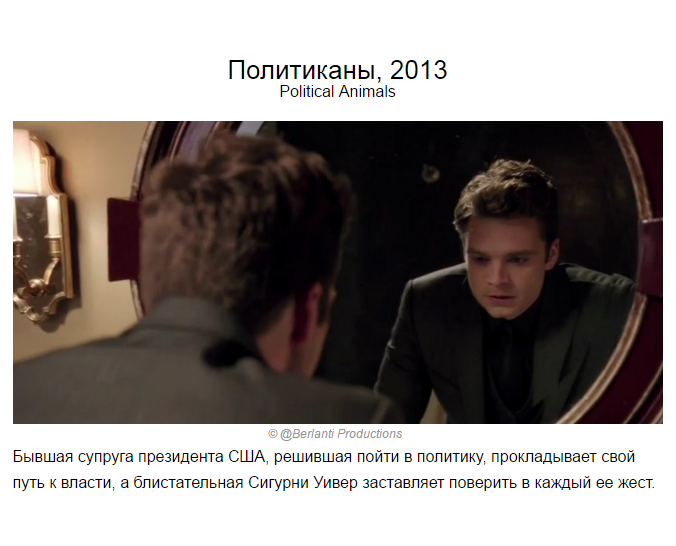 Политиканы, 2013
Political Animals
© @Berlanti Productions
Бывшая супруга президента США, решившая пойти в политику, прокладывает свой
путь к власти, а блистательная Сигурни Уивер заставляет поверить в каждый ее жест.